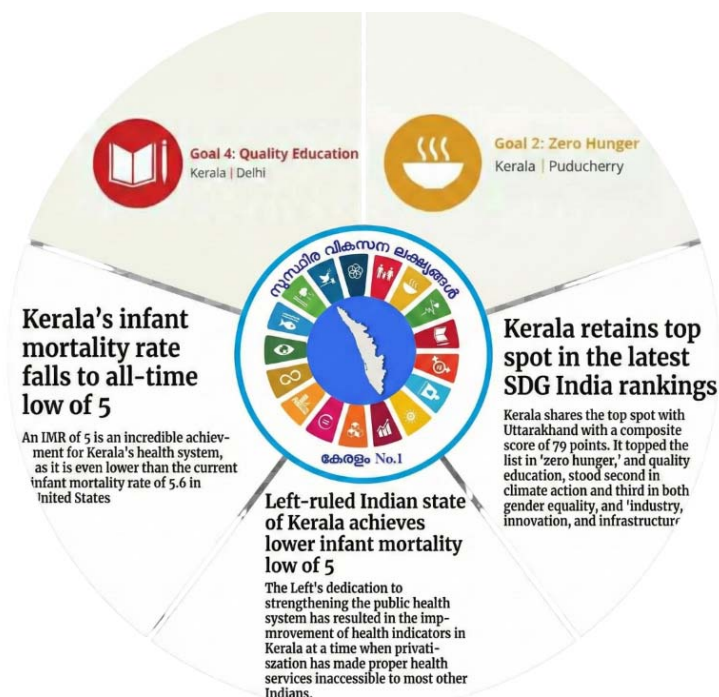 Goal 4: Quality Education
Kerala | Delhi
Goal 2: Zero Hunger
Kerala | Puducherry
സുസ്ഥിര വികസന ലക്ഷ്യങ്ങൾ
കേരളം No.1
Kerala’s infant
mortality rate
falls to all-time
low of 5
An IMR of 5 is an incredible achiev-
ment for Kerala's health system,
as it is even lower than the current
infant mortality rate of 5.6 in
United States
Left-ruled Indian state
of Kerala achieves
lower infant mortality
low of 5
The Left's dedication to
strengthening the public health
system has resulted in the imp-
mrovement of health indicators in
Kerala at a time when privati-
szation has made proper health
services inaccessible to most other
Indians.
Kerala retains top
spot in the latest
SDG India rankings
Kerala shares the top spot with
Uttarakhand with a composite
score of 79 points. It topped the
list in 'zero hunger,' and quality
education, stood second in
climate action and third in both
gender equality, and 'industry,
innovation, and infrastructure